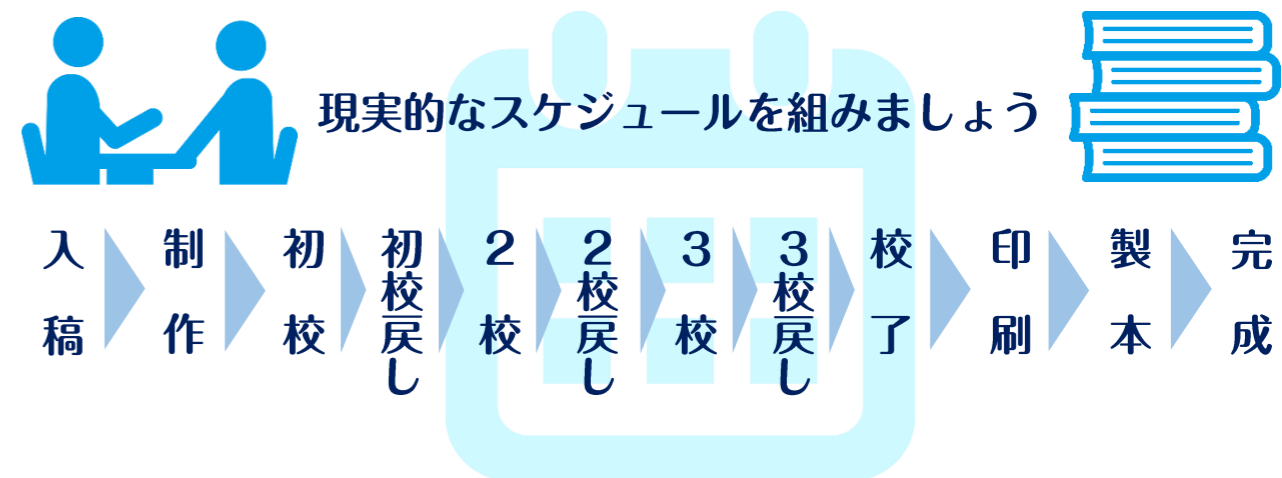 現実的なスケジュールを組みましょう
入稿
制作
初校
初校戻し
2校
2校戻し
3校
3校戻し
校了
印刷
製本
完成